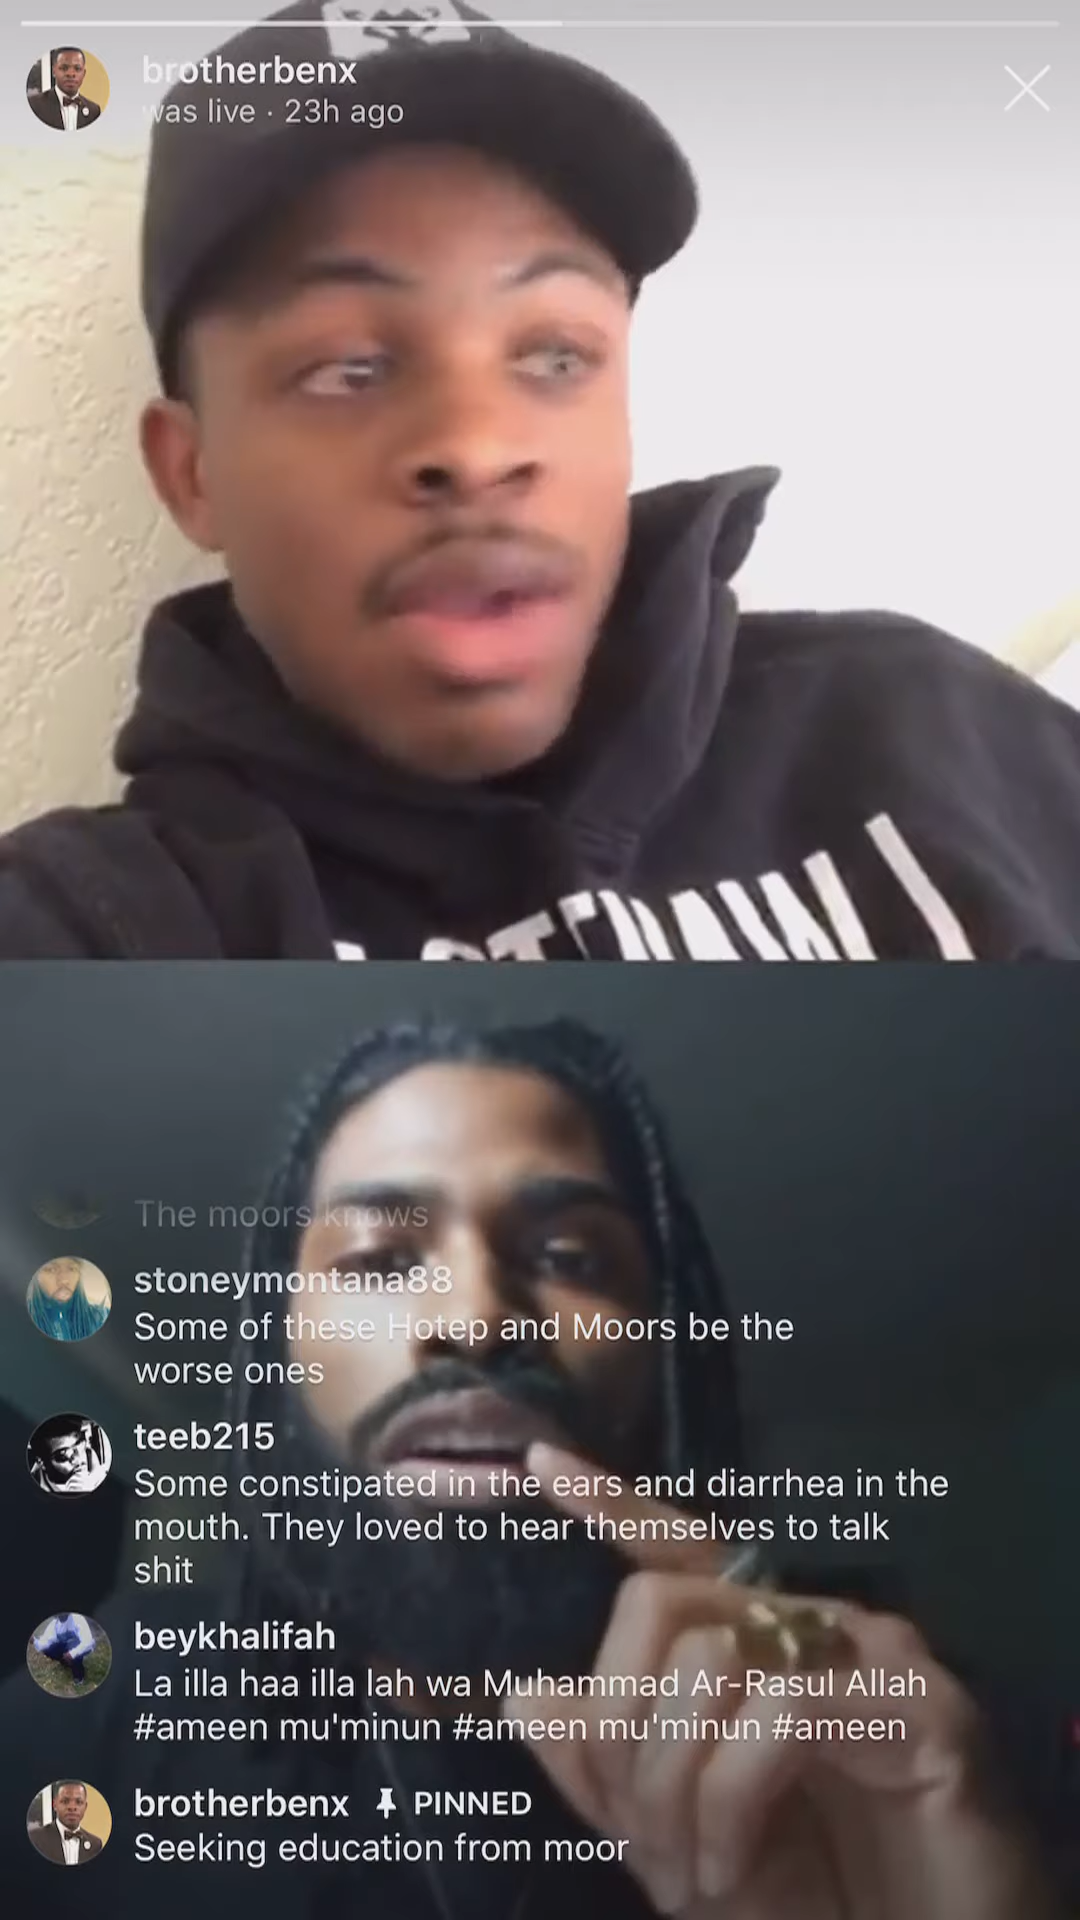 brotherbenx
was live · 23h ago
The moors knows
stoneymontana88
Some of these Hotep and Moors be the
worse ones
teeb215
Some constipated in the ears and diarrhea in the
mouth. They loved to hear themselves to talk
shit
beykhalifah
La illa haa illa lah wa Muhammad Ar-Rasul Allah
#ameen mu'minun #ameen mu'minun #ameen
brotherbenx PINNED
Seeking education from moor